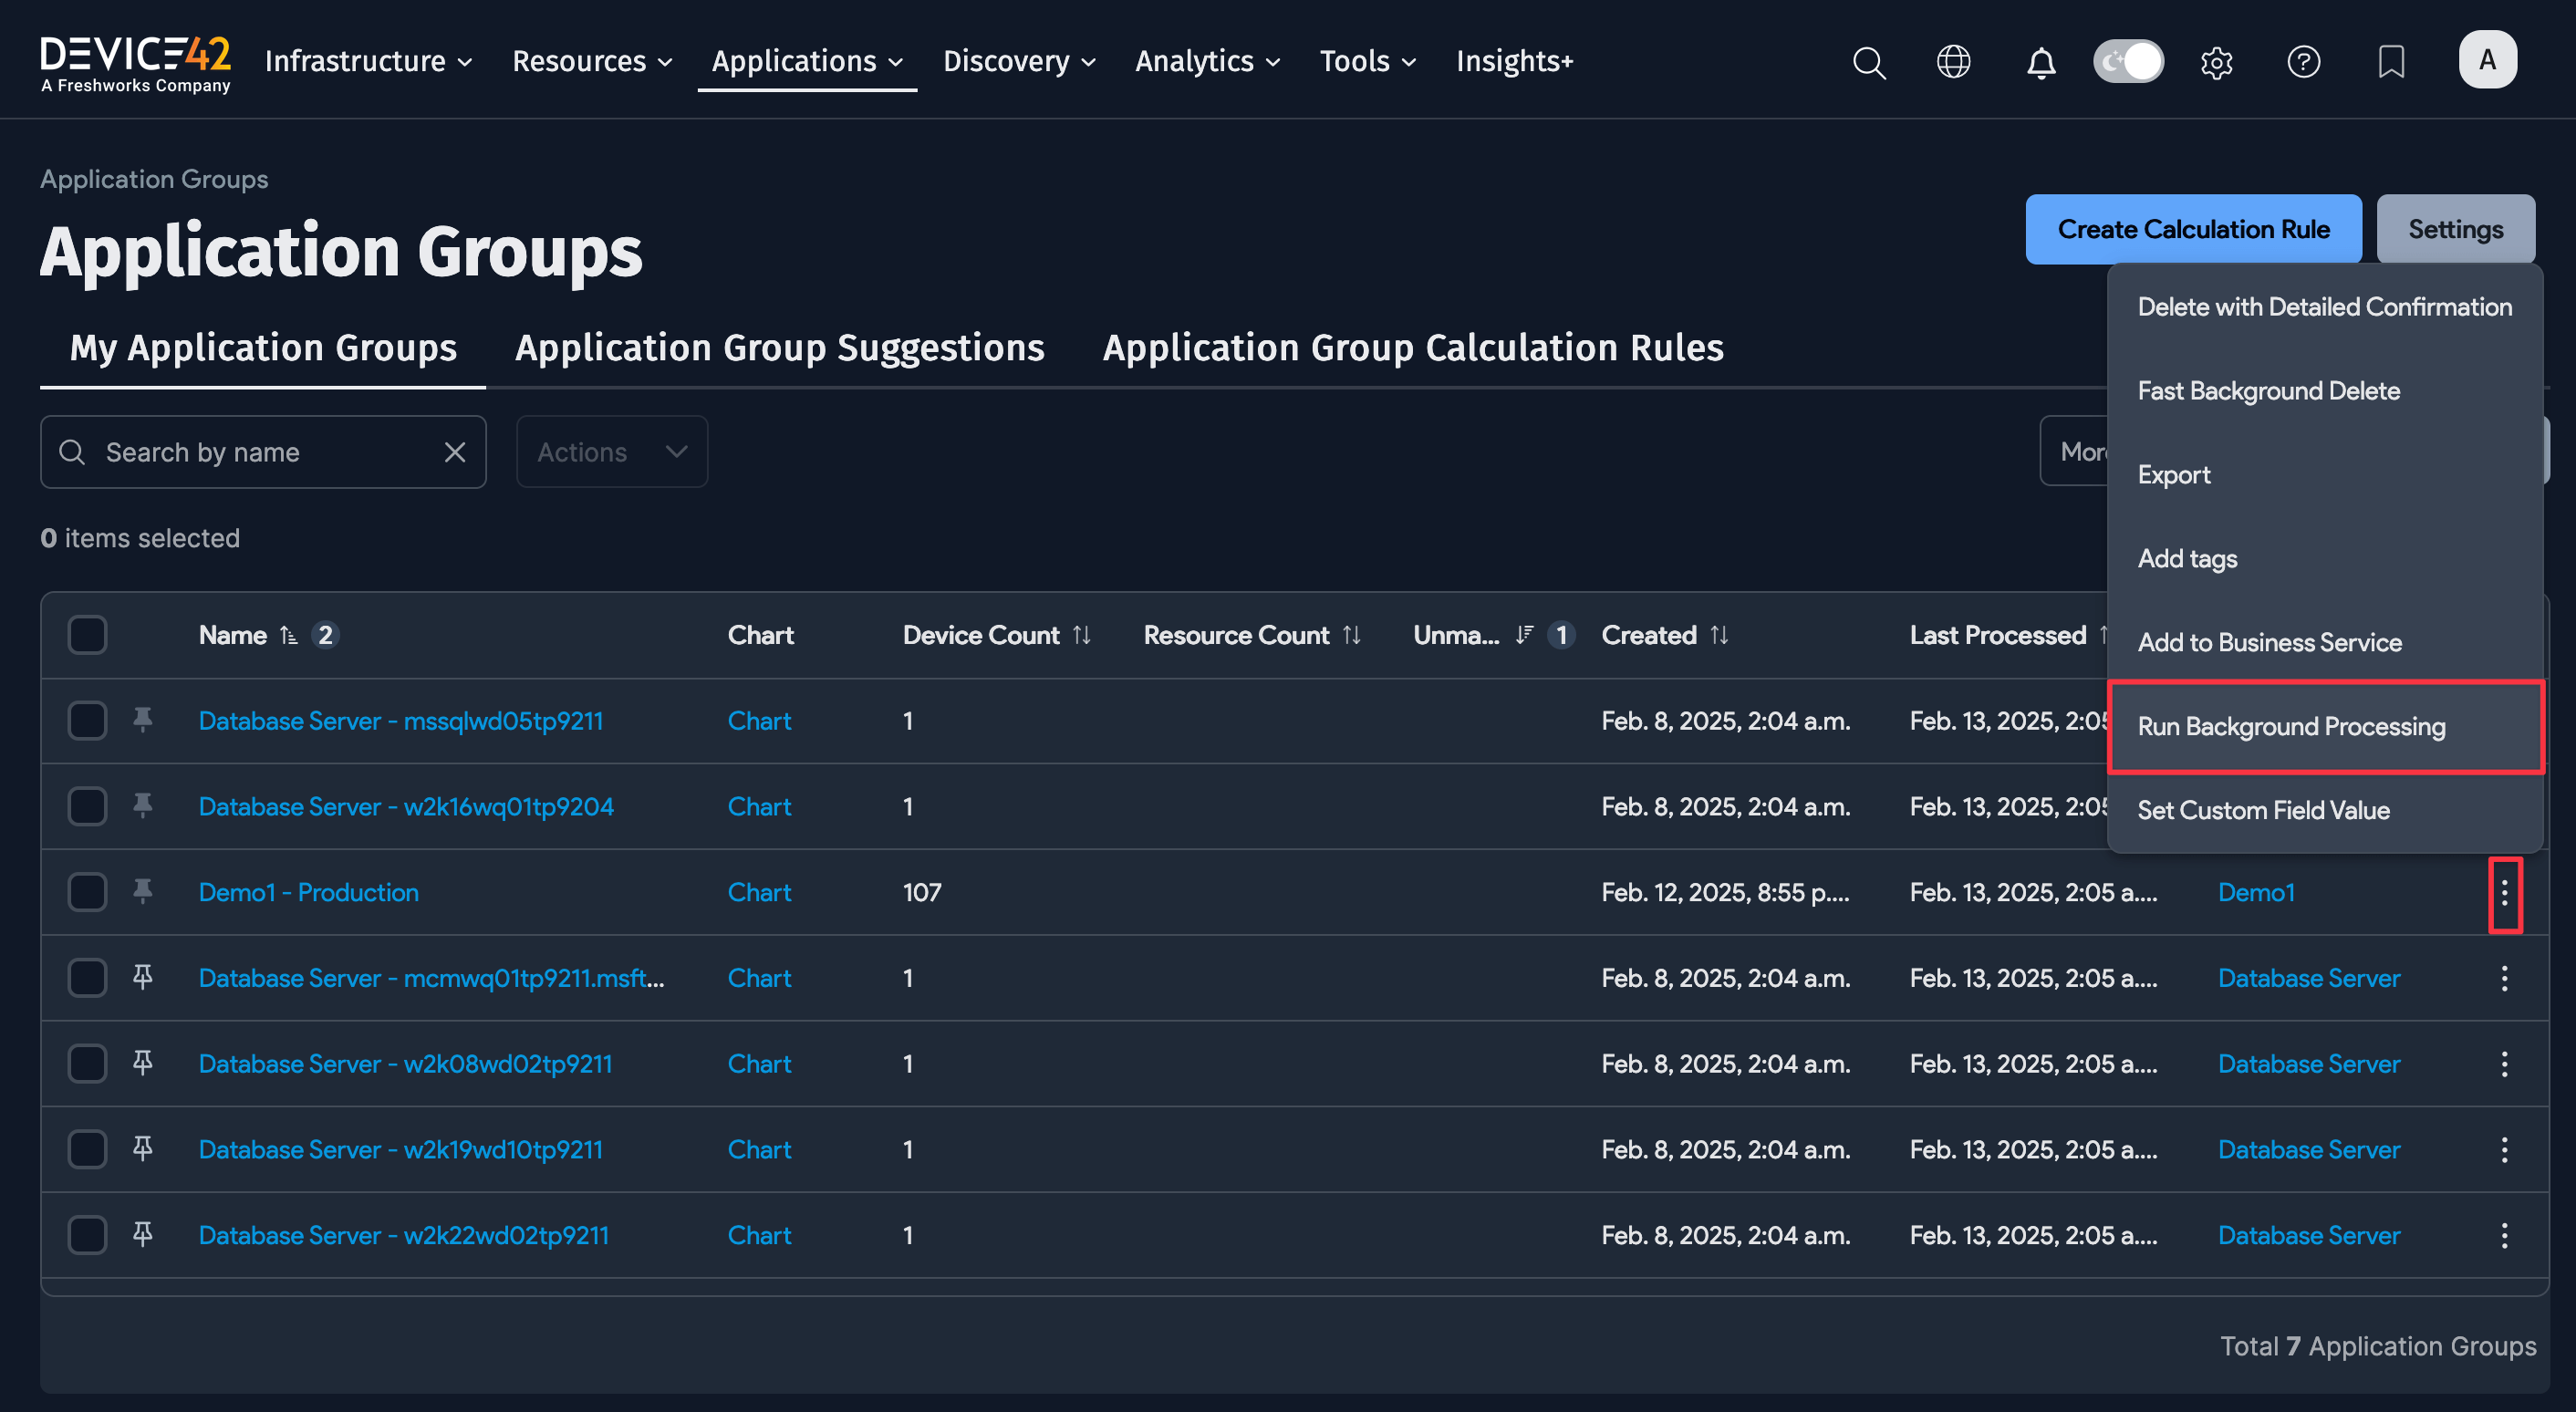 DEVICE42
A Freshworks Company
Infrastructure Resources Applications Discovery Analytics Tools Insights+ A
Application Groups
Application Groups
Create Calculation Rule Settings
My Application Groups Application Group Suggestions Application Group Calculation Rules
Search by name Actions More
0 items selected
Delete with Detailed Confirmation
Fast Background Delete
Export
Add tags
Add to Business Service
Run Background Processing
Set Custom Field Value
Name 2 Chart Device Count Resource Count Unma... 1 Created Last Processed
Database Server - mssqlwd05tp9211 Chart 1 Feb. 8, 2025, 2:04 a.m. Feb. 13, 2025, 2:05
Database Server - w2k16wq01tp9204 Chart 1 Feb. 8, 2025, 2:04 a.m. Feb. 13, 2025, 2:05
Demo1 - Production Chart 107 Feb. 12, 2025, 8:55 p.... Feb. 13, 2025, 2:05 a.... Demo1
Database Server - mcmwq01tp9211.msft... Chart 1 Feb. 8, 2025, 2:04 a.m. Feb. 13, 2025, 2:05 a.... Database Server
Database Server - w2k08wd02tp9211 Chart 1 Feb. 8, 2025, 2:04 a.m. Feb. 13, 2025, 2:05 a.... Database Server
Database Server - w2k19wd10tp9211 Chart 1 Feb. 8, 2025, 2:04 a.m. Feb. 13, 2025, 2:05 a.... Database Server
Database Server - w2k22wd02tp9211 Chart 1 Feb. 8, 2025, 2:04 a.m. Feb. 13, 2025, 2:05 a.... Database Server
Total 7 Application Groups